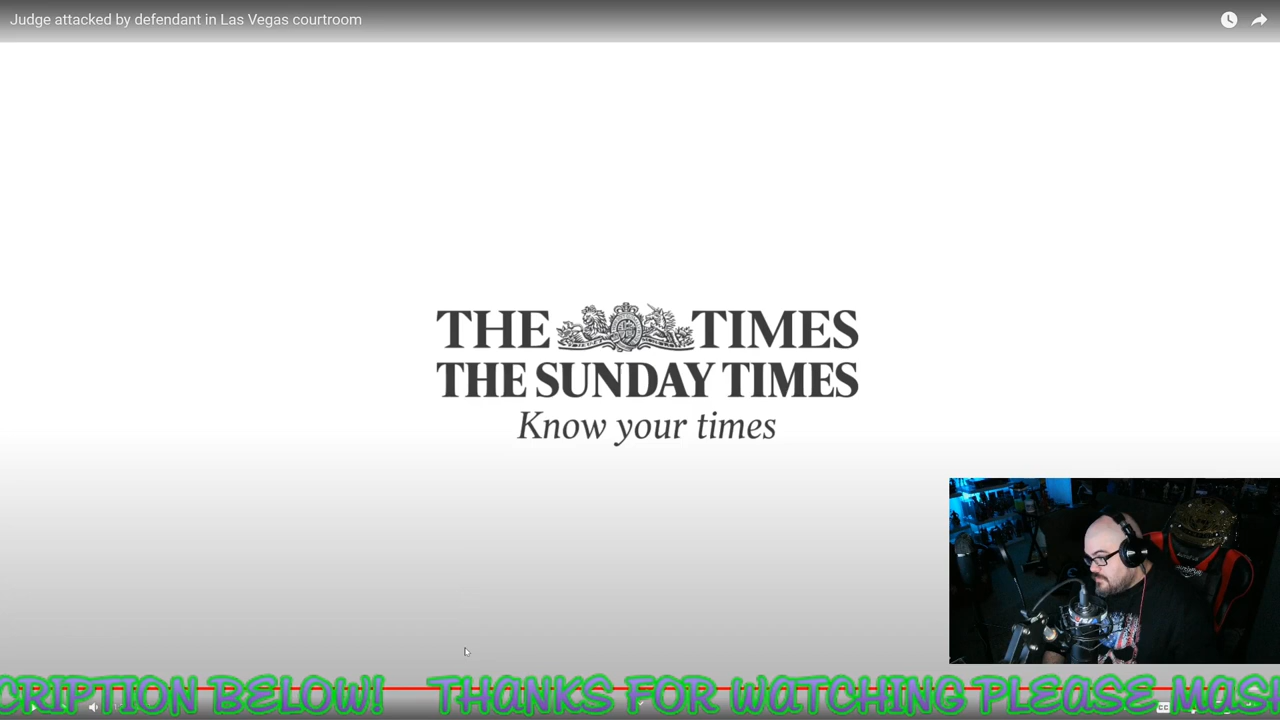 Judge attacked by defendant in Las Vegas courtroom
THE TIMES
THE SUNDAY TIMES
Know your times
CRIPTION BELOW! THANKS FOR WATCHING PLEASE MASH
CC